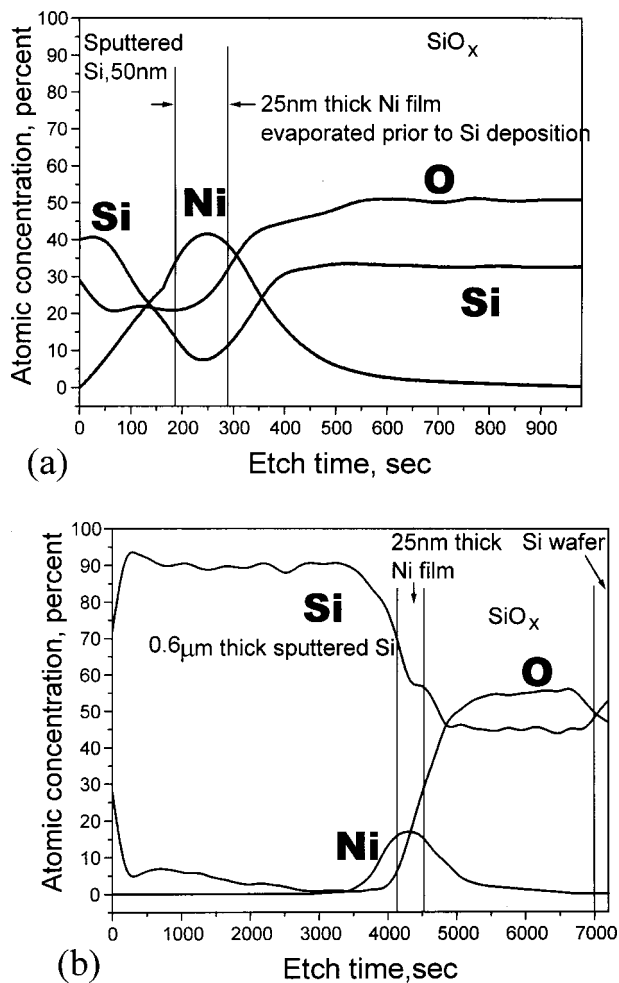 Atomic concentration, percent
100
90
80
70
60
50
40
30
20
10
0
Sputtered
Si,50nm
SiOx
25nm thick Ni film
evaporated prior to Si deposition
Si
Ni
O
Si
0 100 200 300 400 500 600 700 800 900
Etch time, sec
(a)
Atomic concentration, percent
100
90
80
70
60
50
40
30
20
10
0
25nm thick
Ni film
Si wafer
Si
0.6μm thick sputtered Si
SiOx
O
Ni
0 1000 2000 3000 4000 5000 6000 7000
Etch time,sec
(b)